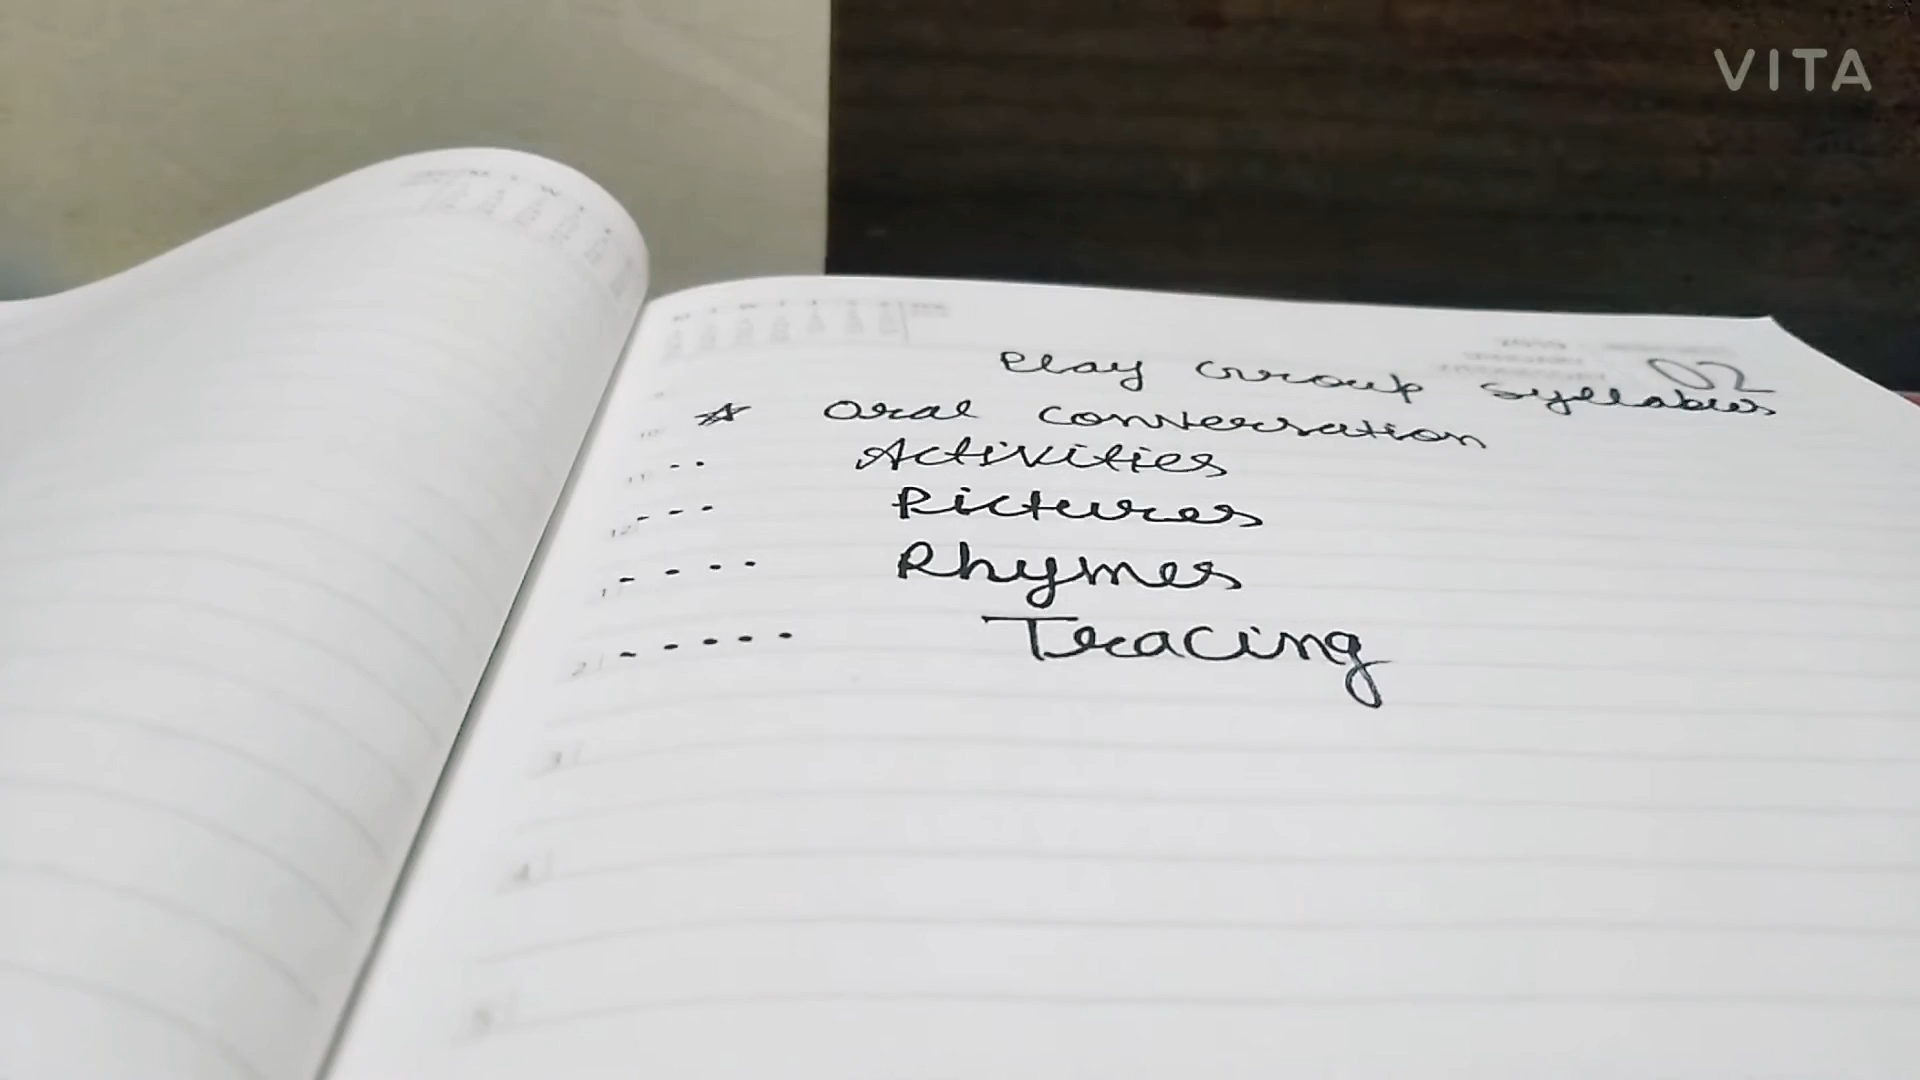 VITA
02
Play Group Syllabus
☆ Oral Conversation
.. Activities
... Pictures
.... Rhymes
..... Tracing